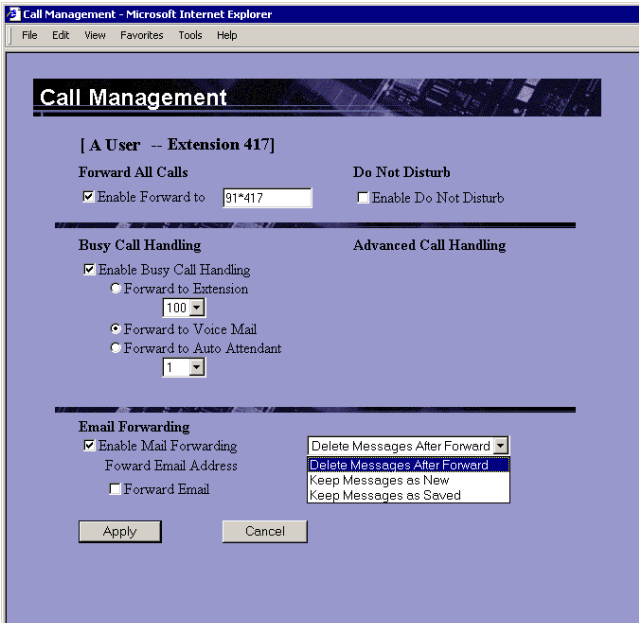 Call Management - Microsoft Internet Explorer
File Edit View Favorites Tools Help
Call Management
[ A User -- Extension 417]
Forward All Calls
Do Not Disturb
Enable Forward to 91*417
Enable Do Not Disturb
Busy Call Handling
Advanced Call Handling
Enable Busy Call Handling
Forward to Extension
100
Forward to Voice Mail
Forward to Auto Attendant
1
Email Forwarding
Enable Mail Forwarding
Delete Messages After Forward
Foward Email Address
Delete Messages After Forward
Keep Messages as New
Forward Email
Keep Messages as Saved
Apply Cancel